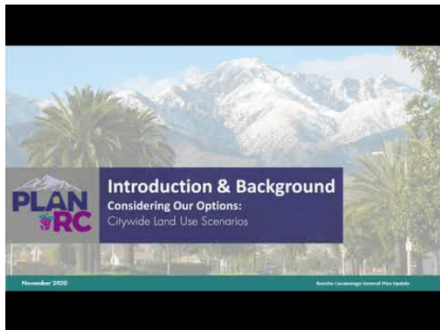 PLAN
RC
Introduction & Background
Considering Our Options:
Citywide Land Use Scenarios
November 2020
Rancho Cucamonga General Plan Update